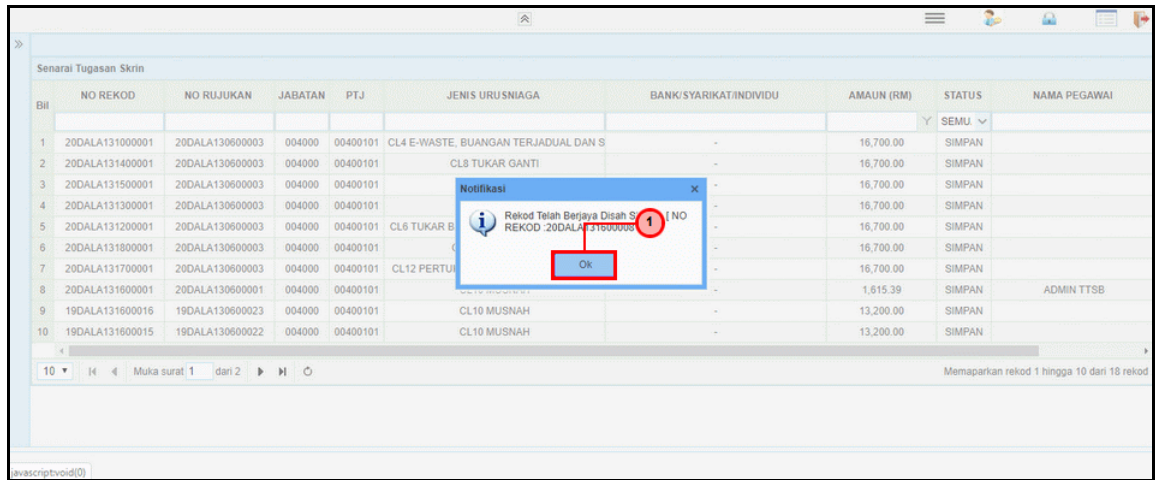 Senarai Tugasan Skrin
Bil NO REKOD NO RUJUKAN JABATAN PTJ JENIS URUSNIAGA BANK/SYARIKAT/INDIVIDU AMAUN (RM) STATUS NAMA PEGAWAI
SEMU
1 20DALA131000001 20DALA130600003 004000 00400101 CL4 E-WASTE, BUANGAN TERJADUAL DAN S - 16,700.00 SIMPAN
2 20DALA131400001 20DALA130600003 004000 00400101 CL8 TUKAR GANTI - 16,700.00 SIMPAN
3 20DALA131500001 20DALA130600003 004000 00400101 - 16,700.00 SIMPAN
4 20DALA131300001 20DALA130600003 004000 00400101 - 16,700.00 SIMPAN
5 20DALA131200001 20DALA130600003 004000 00400101 CL6 TUKAR B - 16,700.00 SIMPAN
6 20DALA131800001 20DALA130600003 004000 00400101 - 16,700.00 SIMPAN
7 20DALA131700001 20DALA130600003 004000 00400101 CL12 PERTU - 16,700.00 SIMPAN
8 20DALA131600001 20DALA130600001 004000 00400101 - 1,615.39 SIMPAN ADMIN TTSB
9 19DALA131600016 19DALA130600023 004000 00400101 CL10 MUSNAH - 13,200.00 SIMPAN
10 19DALA131600015 19DALA130600022 004000 00400101 CL10 MUSNAH - 13,200.00 SIMPAN
Notifikasi
Rekod Telah Berjaya Disah [ NO
REKOD :20DALA131600008
1
Ok
10 Muka surat 1 dari 2 Memaparkan rekod 1 hingga 10 dari 18 rekod
javascript:void(0)